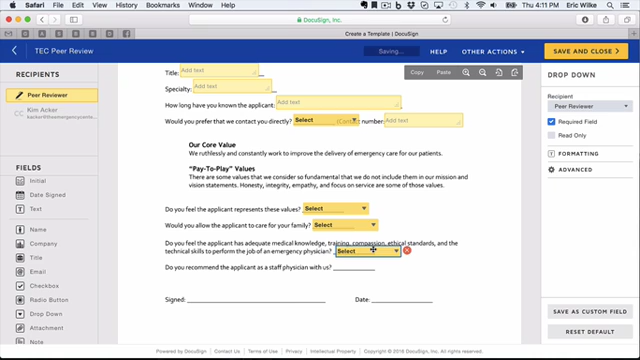 Safari File Edit View History Bookmarks Window Help
Thu 4:11 PM Eric Wilke
DocuSign, Inc.
Create a Template | DocuSign
TEC Peer Review
Saving...
HELP
OTHER ACTIONS
SAVE AND CLOSE
RECIPIENTS
Peer Reviewer
Kim Acker
FIELDS
Initial
Date Signed
Text
Name
Company
Title
Email
Checkbox
Radio Button
Drop Down
Attachment
Note
Copy Paste
Title: Add text
Specialty: Add text
How long have you known the applicant: Add text
Would you prefer that we contact you directly? Select (Contact number: Add text
Our Core Value
We ruthlessly and constantly work to improve the delivery of emergency care for our patients.
"Pay-To-Play" Values
There are some values that we consider so fundamental that we do not include them in our mission and
vision statements. Honesty, integrity, empathy, and focus on service are some of those values.
Do you feel the applicant represents these values? Select
Would you allow the applicant to care for your family? Select
Do you feel the applicant has adequate medical knowledge, training, compassion, ethical standards, and the
technical skills to perform the job of an emergency physician? Select
Do you recommend the applicant as a staff physician with us?
Signed: Date:
DROP DOWN
Recipient
Peer Reviewer
Required Field
Read Only
FORMATTING
ADVANCED
SAVE AS CUSTOM FIELD
RESET DEFAULT
Powered by DocuSign Contact Us Terms of Use Privacy Intellectual Property Copyright © 2016 DocuSign Inc. All rights reserved